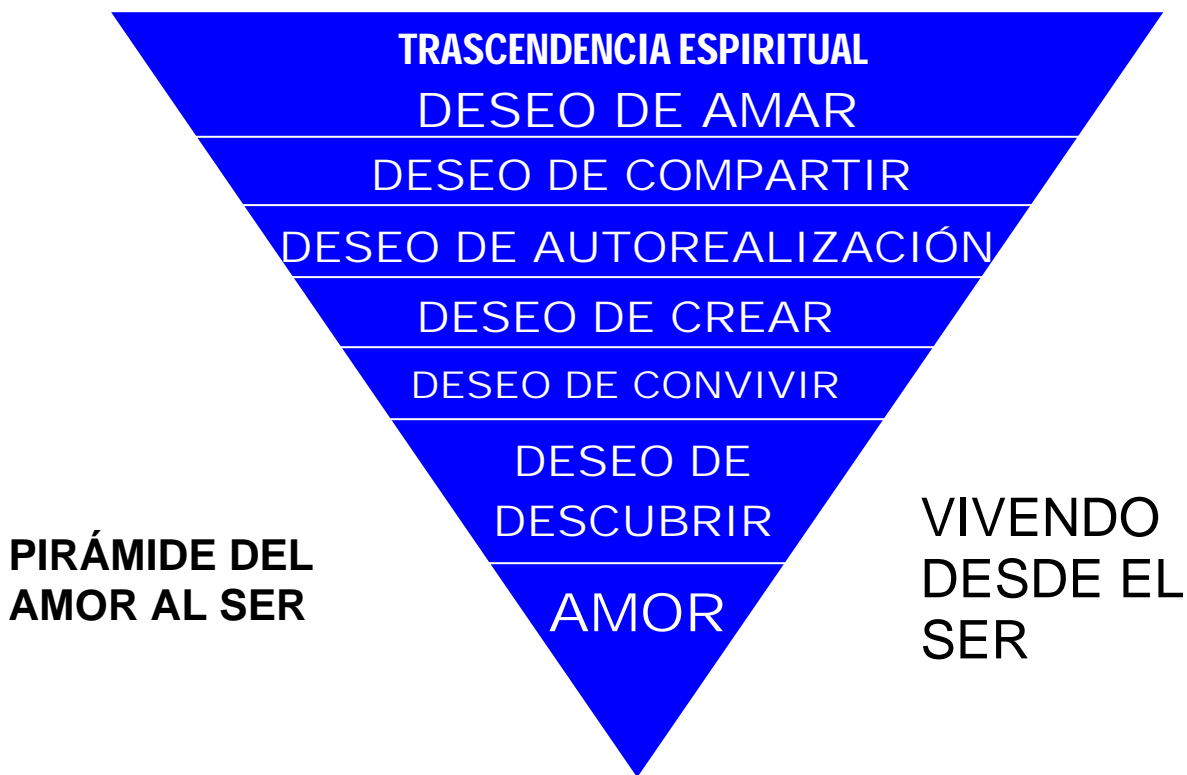 TRASCENDENCIA ESPIRITUAL
DESEO DE AMAR
DESEO DE COMPARTIR
DESEO DE AUTOREALIZACIÓN
DESEO DE CREAR
DESEO DE CONVIVIR
DESEO DE
DESCUBRIR
AMOR
PIRÁMIDE DEL
AMOR AL SER
VIVENDO
DESDE EL
SER